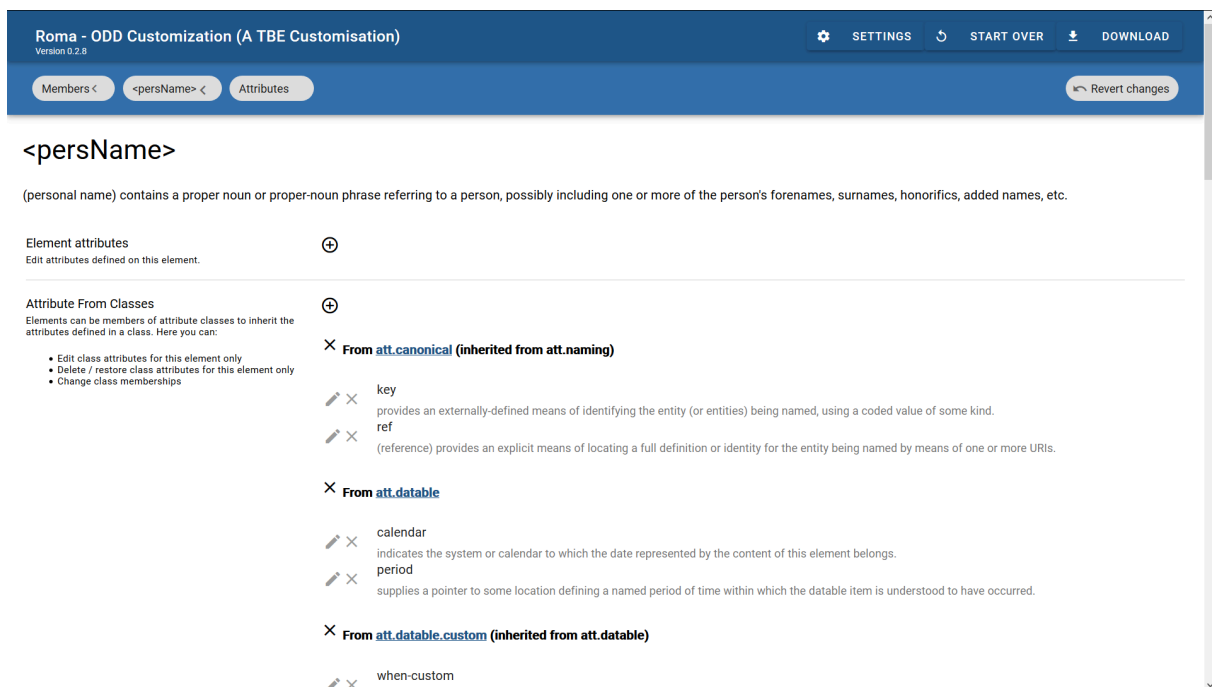 Roma - ODD Customization (A TBE Customisation)
Version 0.2.8
SETTINGS
START OVER
DOWNLOAD
Members
<persName>
Attributes
Revert changes
<persName>
(personal name) contains a proper noun or proper-noun phrase referring to a person, possibly including one or more of the person's forenames, surnames, honorifics, added names, etc.
Element attributes
Edit attributes defined on this element.
Attribute From Classes
Elements can be members of attribute classes to inherit the
attributes defined in a class. Here you can:
• Edit class attributes for this element only
• Delete / restore class attributes for this element only
• Change class memberships
From att.canonical (inherited from att.naming)
key
provides an externally-defined means of identifying the entity (or entities) being named, using a coded value of some kind.
ref
(reference) provides an explicit means of locating a full definition or identity for the entity being named by means of one or more URIs.
From att.datable
calendar
indicates the system or calendar to which the date represented by the content of this element belongs.
period
supplies a pointer to some location defining a named period of time within which the datable item is understood to have occurred.
From att.datable.custom (inherited from att.datable)
when-custom